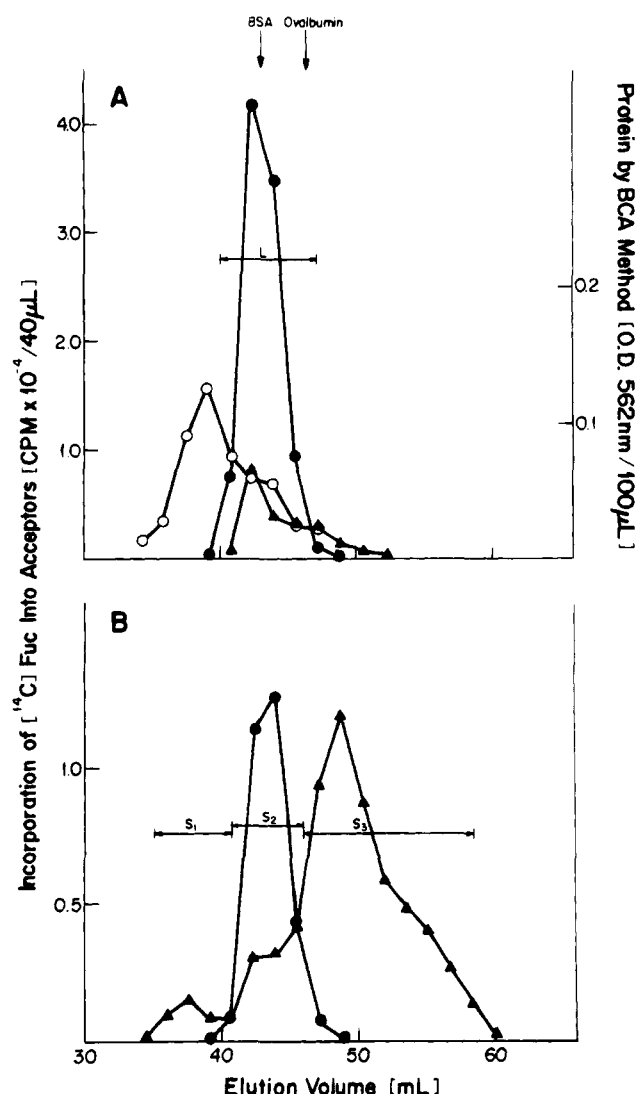 BSA Ovalbumin
A
4.0
3.0
2.0
1.0
L
0.2
0.1
Protein by BCA Method [O.D. 562nm/100µL]
Incorporation of [¹⁴C] Fuc Into Acceptors [CPM x 10⁻⁴/40µL]
B
1.0
0.5
S₁
S₂
S₃
30
40
50
60
Elution Volume [mL]